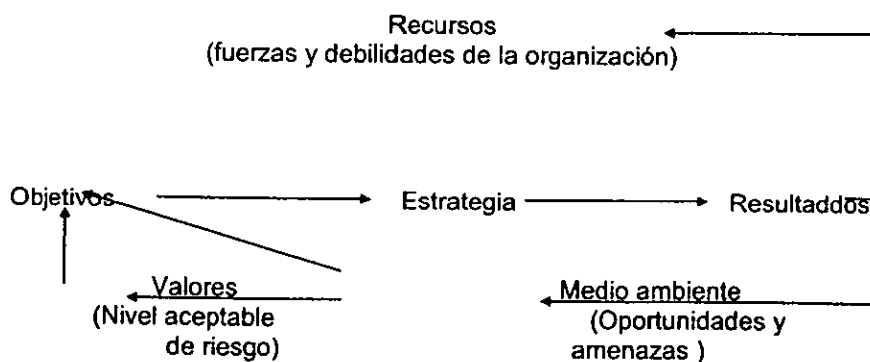 Recursos
(fuerzas y debilidades de la organización)
Objetivos
Estrategia
Resultaddos
Valores
(Nivel aceptable
de riesgo)
Medio ambiente
(Oportunidades y
amenazas )